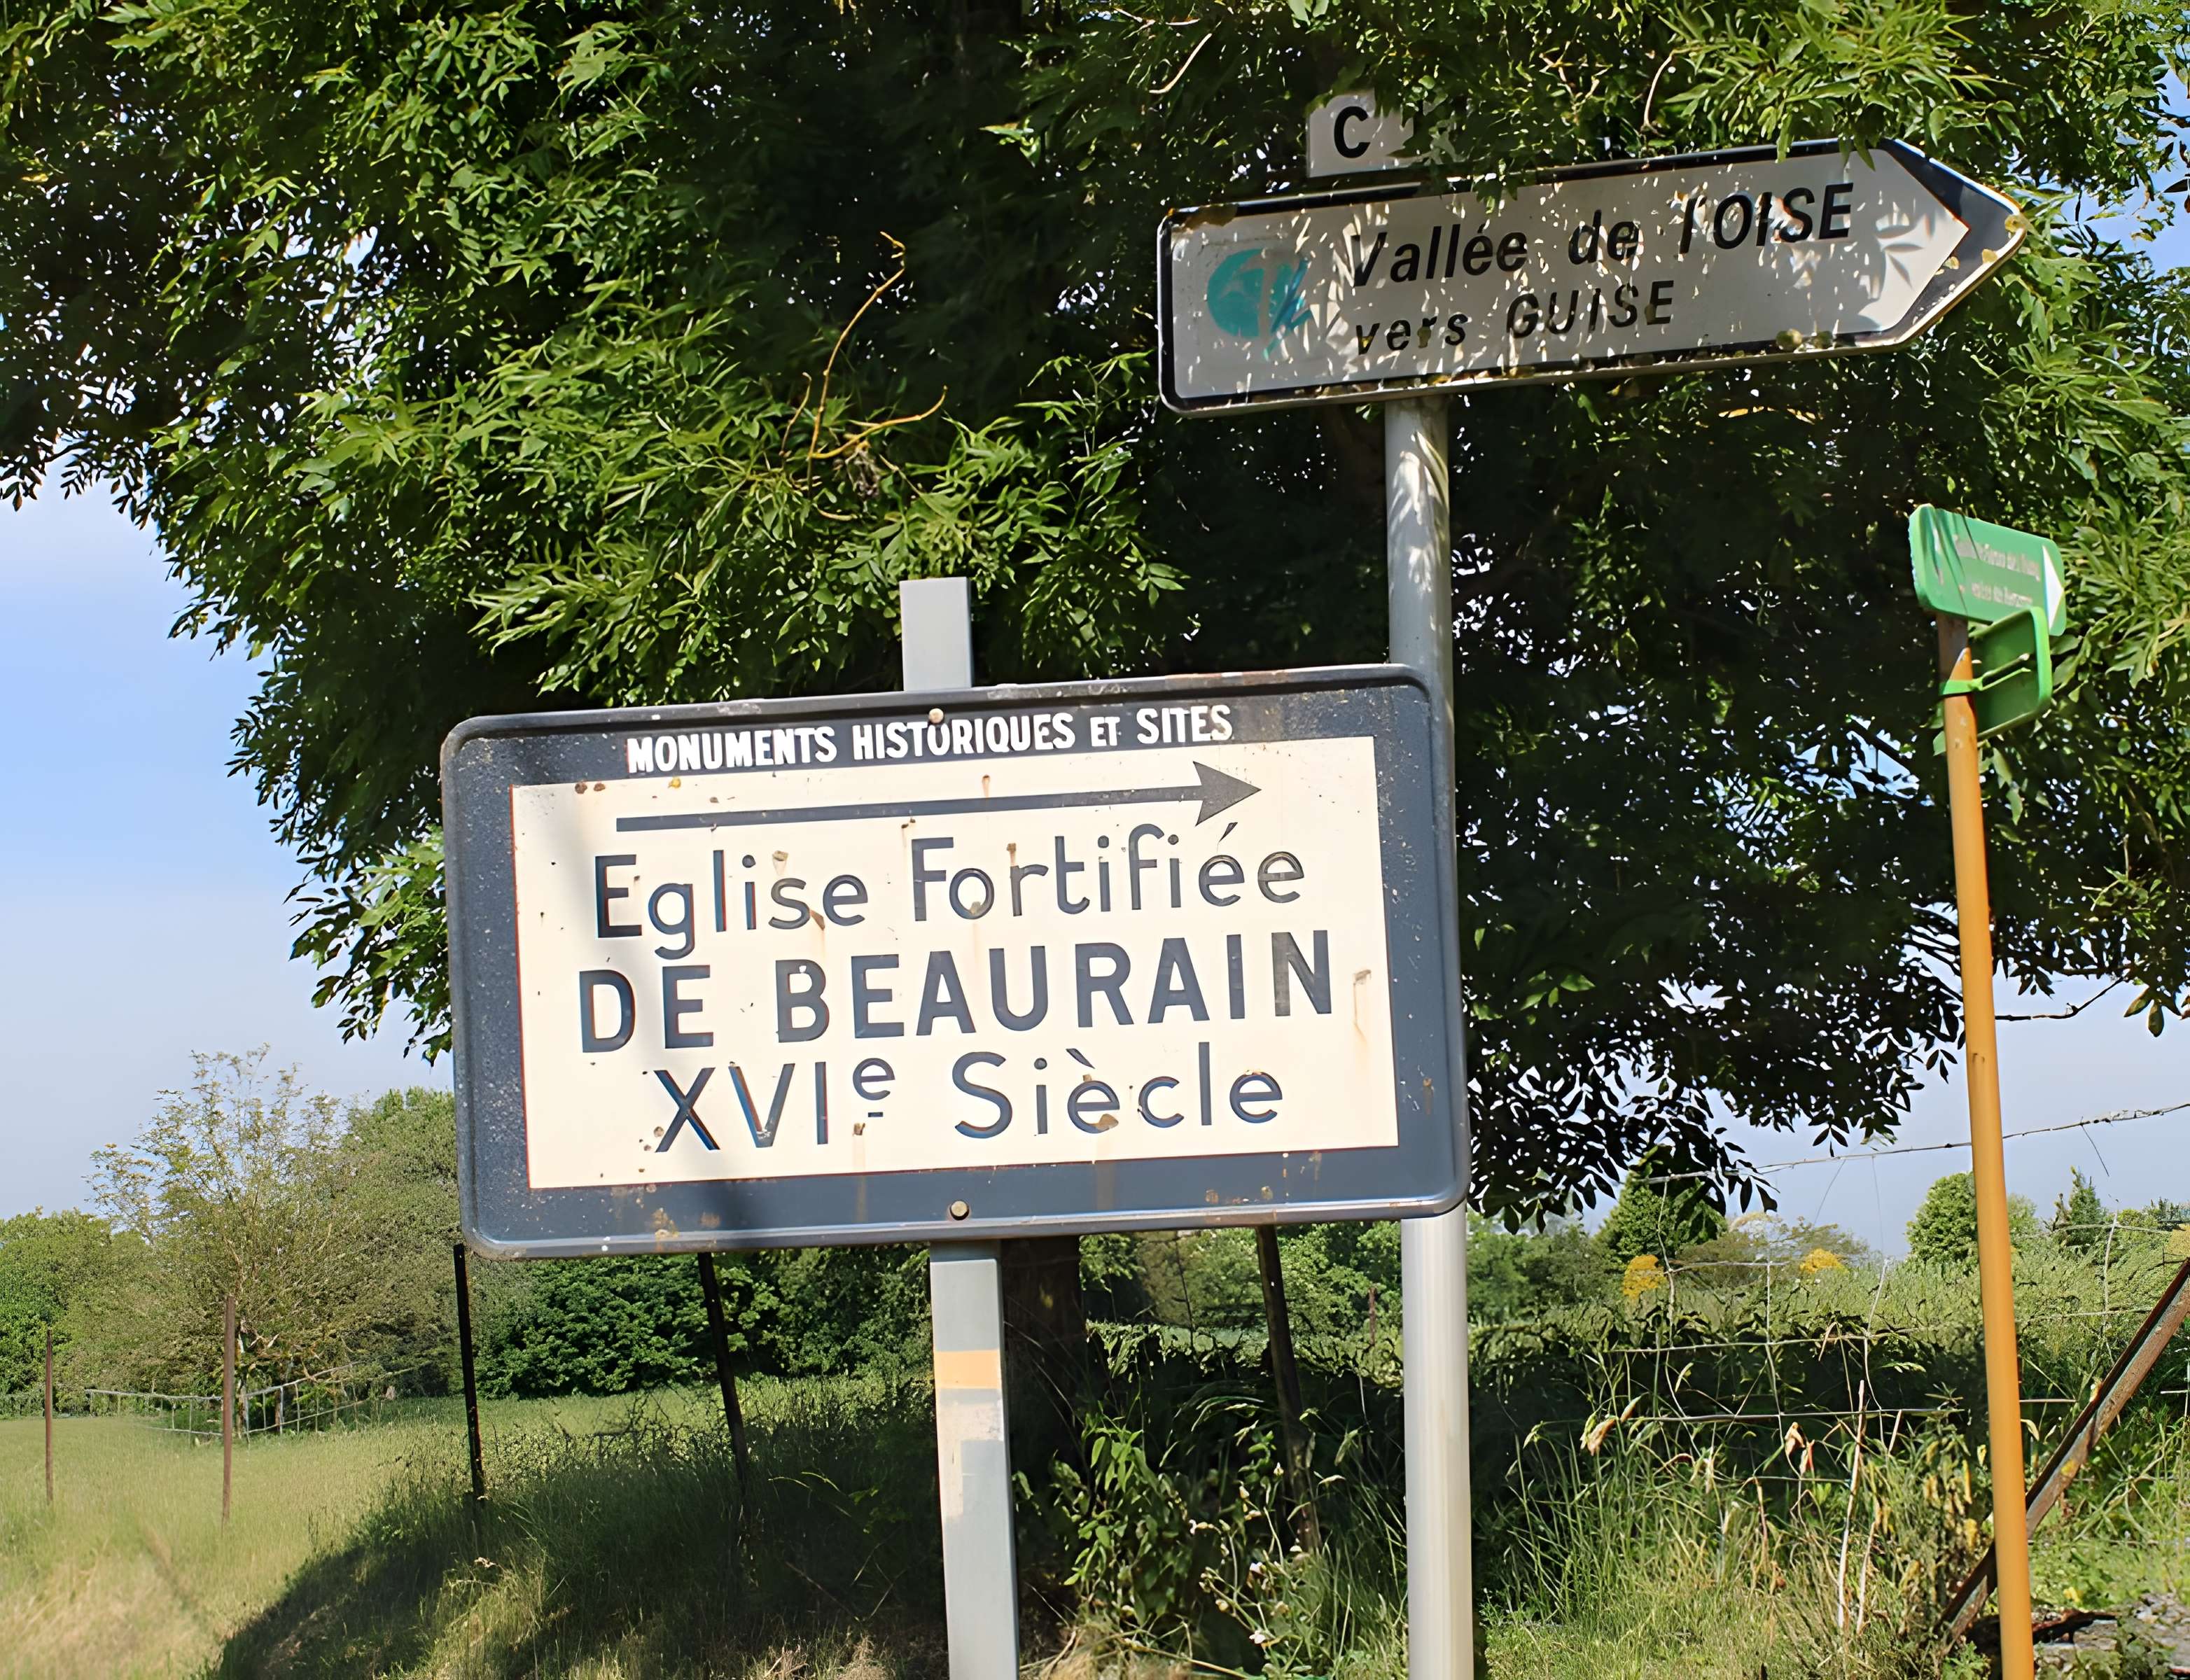 C
Vallée de l'OISE
vers GUISE
MONUMENTS HISTORIQUES ET SITES
Eglise Fortifiée
DE BEAURAIN
XVIe Siècle